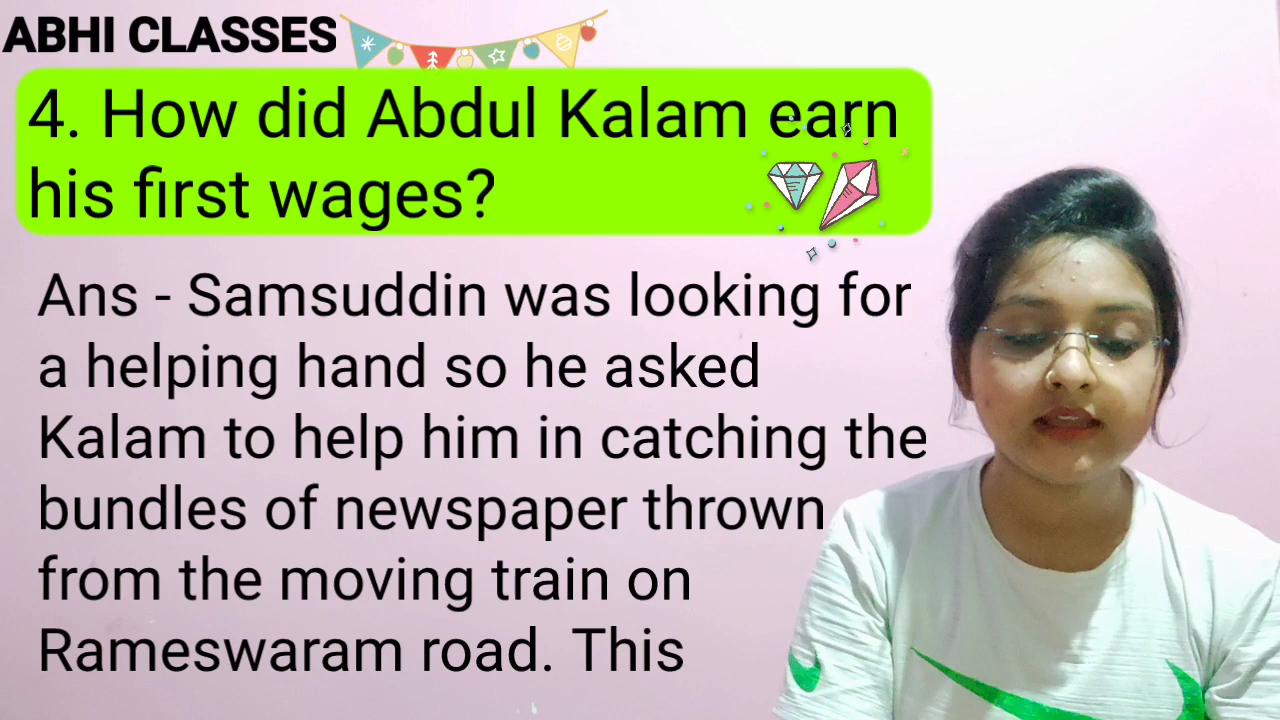 ABHI CLASSES
4. How did Abdul Kalam earn
his first wages?
Ans - Samsuddin was looking for
a helping hand so he asked
Kalam to help him in catching the
bundles of newspaper thrown
from the moving train on
Rameswaram road. This